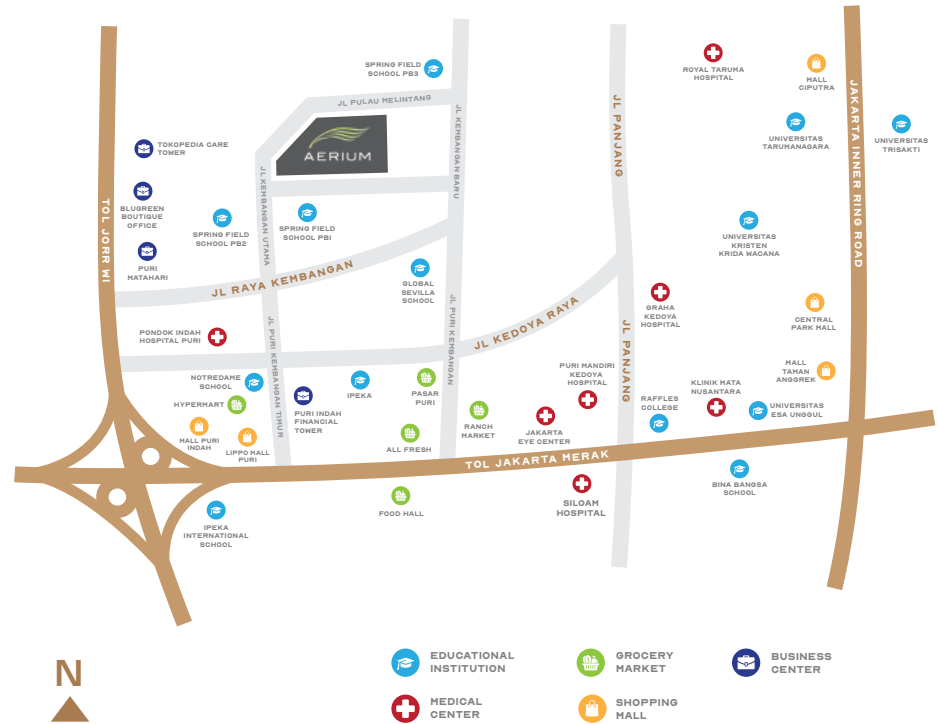 SPRING FIELD
SCHOOL PB3
ROYAL TARUMA
HOSPITAL
MALL
CIPUTRA
JL PULAU MELINTANG
AERIUM
JL KEMBANGAN BARU
JL PANJANG
JAKARTA INNER RING ROAD
UNIVERSITAS
TARUMANAGARA
UNIVERSITAS
TRISAKTI
TOKOPEDIA CARE
TOWER
BLUGREEN
BOUTIQUE
OFFICE
TOL JORR W1
SPRING FIELD
SCHOOL PB2
JL KEMBANGAN UTAMA
SPRING FIELD
SCHOOL PB1
UNIVERSITAS
KRISTEN
KRIDA WACANA
PURI
MATAHARI
JL RAYA KEMBANGAN
GLOBAL
SEVILLA
SCHOOL
GRAHA
KEDOYA
HOSPITAL
CENTRAL
PARK MALL
JL KEDOYA RAYA
PONDOK INDAH
HOSPITAL PURI
JL PURI KEMBANGAN TIMUR
JL PURI KEMBANGAN
JL PANJANG
PURI MANDIRI
KEDOYA
HOSPITAL
MALL
TAMAN
ANGGREK
NOTREDAME
SCHOOL
IPEKA
PASAR
PURI
RAFFLES
COLLEGE
KLINIK MATA
NUSANTARA
UNIVERSITAS
ESA UNGGUL
HYPERMART
PURI INDAH
FINANCIAL
TOWER
RANCH
MARKET
JAKARTA
EYE CENTER
MALL PURI
INDAH
LIPPO MALL
PURI
ALL FRESH
TOL JAKARTA MERAK
BINA BANGSA
SCHOOL
FOOD HALL
SILOAM
HOSPITAL
IPEKA
INTERNATIONAL
SCHOOL
N
EDUCATIONAL
INSTITUTION
GROCERY
MARKET
BUSINESS
CENTER
MEDICAL
CENTER
SHOPPING
MALL